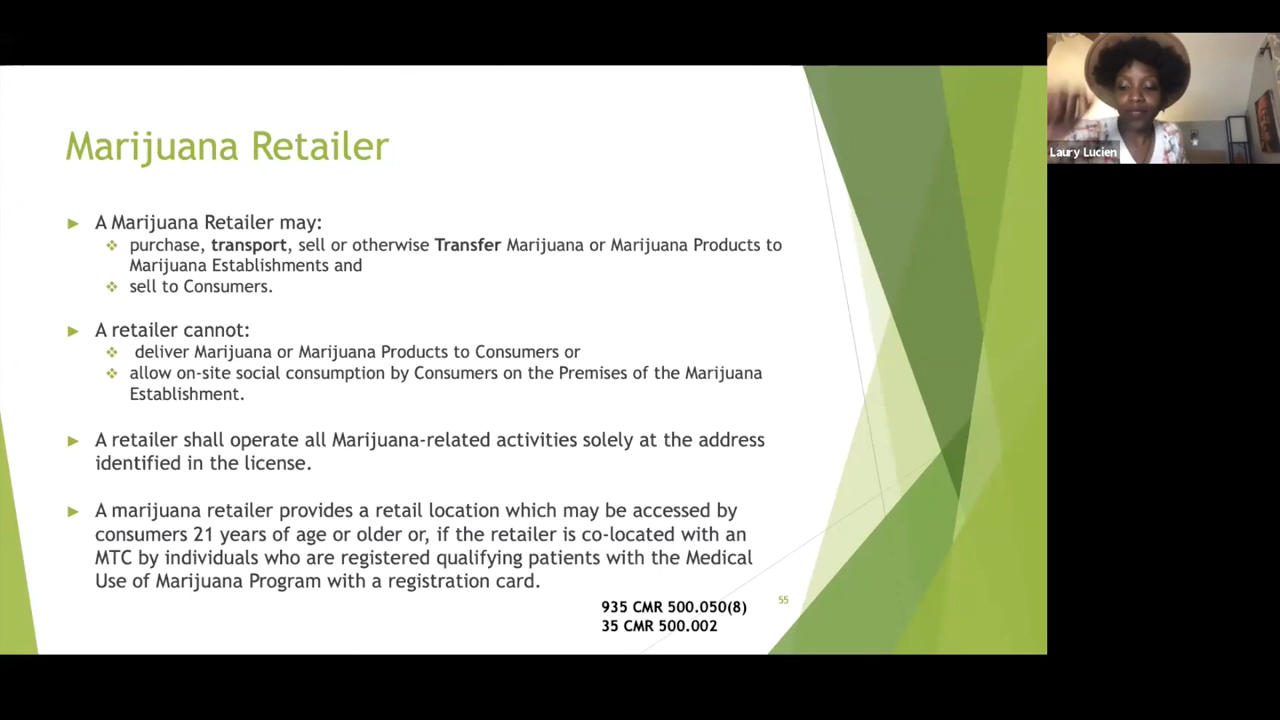 Marijuana Retailer
A Marijuana Retailer may:
purchase, transport, sell or otherwise Transfer Marijuana or Marijuana Products to
Marijuana Establishments and
sell to Consumers.
A retailer cannot:
deliver Marijuana or Marijuana Products to Consumers or
allow on-site social consumption by Consumers on the Premises of the Marijuana
Establishment.
A retailer shall operate all Marijuana-related activities solely at the address
identified in the license.
A marijuana retailer provides a retail location which may be accessed by
consumers 21 years of age or older or, if the retailer is co-located with an
MTC by individuals who are registered qualifying patients with the Medical
Use of Marijuana Program with a registration card.
935 CMR 500.050(8)
35 CMR 500.002
55
Laury Lucien